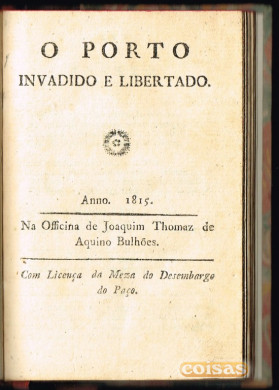 O PORTO
INVADIDO E LIBERTADO.
Anno. 1815.
Na Officina de Joaquim Thomaz de
Aquino Bulhões.
Com Licença da Meza do Desembargo
do Paço.
coisas